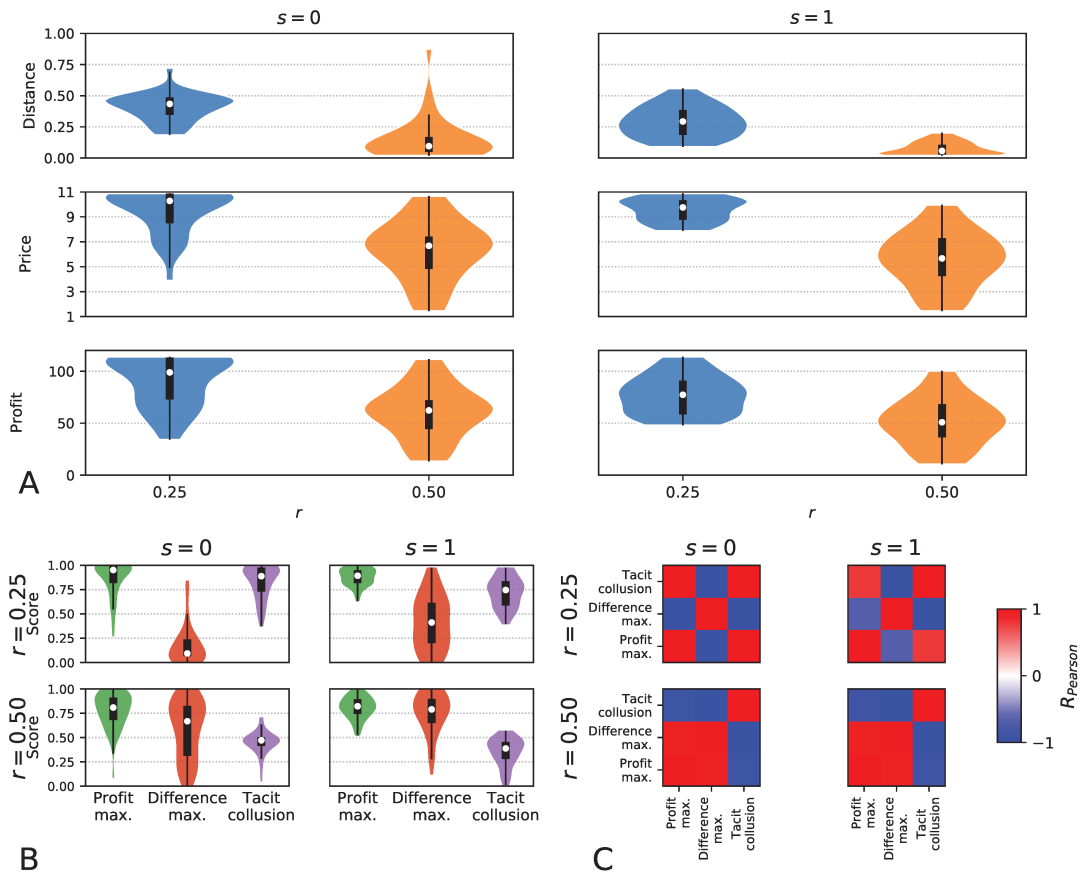 s = 0
s = 1
Distance
1.00
0.75
0.50
0.25
0.00
Price
11
9
7
5
3
1
Profit
100
50
0
A
0.25
0.50
0.25
0.50
r
r
s = 0
s = 1
r = 0.25
Score
1.00
0.75
0.50
0.25
0.00
r = 0.50
Score
1.00
0.75
0.50
0.25
0.00
Profit
max.
Difference
max.
Tacit
collusion
Profit
max.
Difference
max.
Tacit
collusion
B
s = 0
s = 1
r = 0.25
Tacit
collusion
Difference
max.
Profit
max.
r = 0.50
Tacit
collusion
Difference
max.
Profit
max.
Profit
max.
Difference
max.
Tacit
collusion
Profit
max.
Difference
max.
Tacit
collusion
1
0
−1
R_Pearson
C